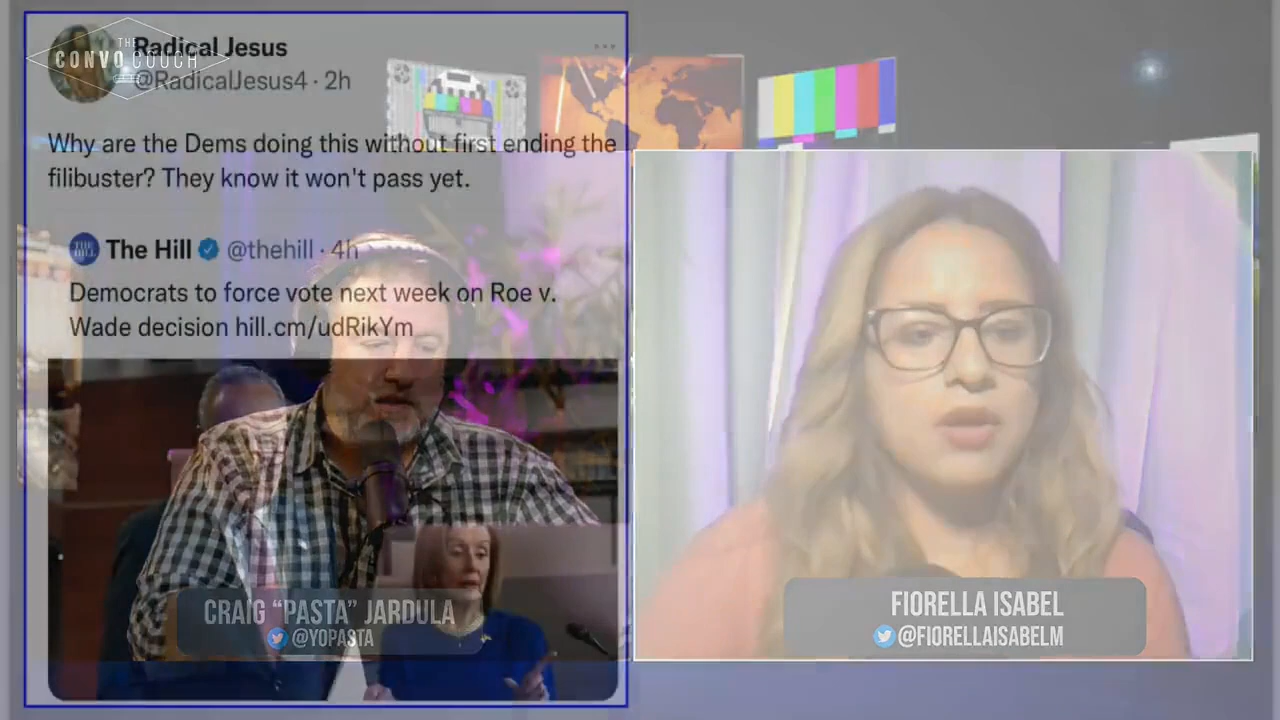 THE
CONVO COUCH
Radical Jesus
@RadicalJesus4 · 2h
Why are the Dems doing this without first ending the
filibuster? They know it won't pass yet.
THE
HILL
The Hill @thehill · 4h
Democrats to force vote next week on Roe v.
Wade decision hill.cm/udRikYm
CRAIG “PASTA” JARDULA
@YOPASTA
FIORELLA ISABEL
@FIORELLAISABELM